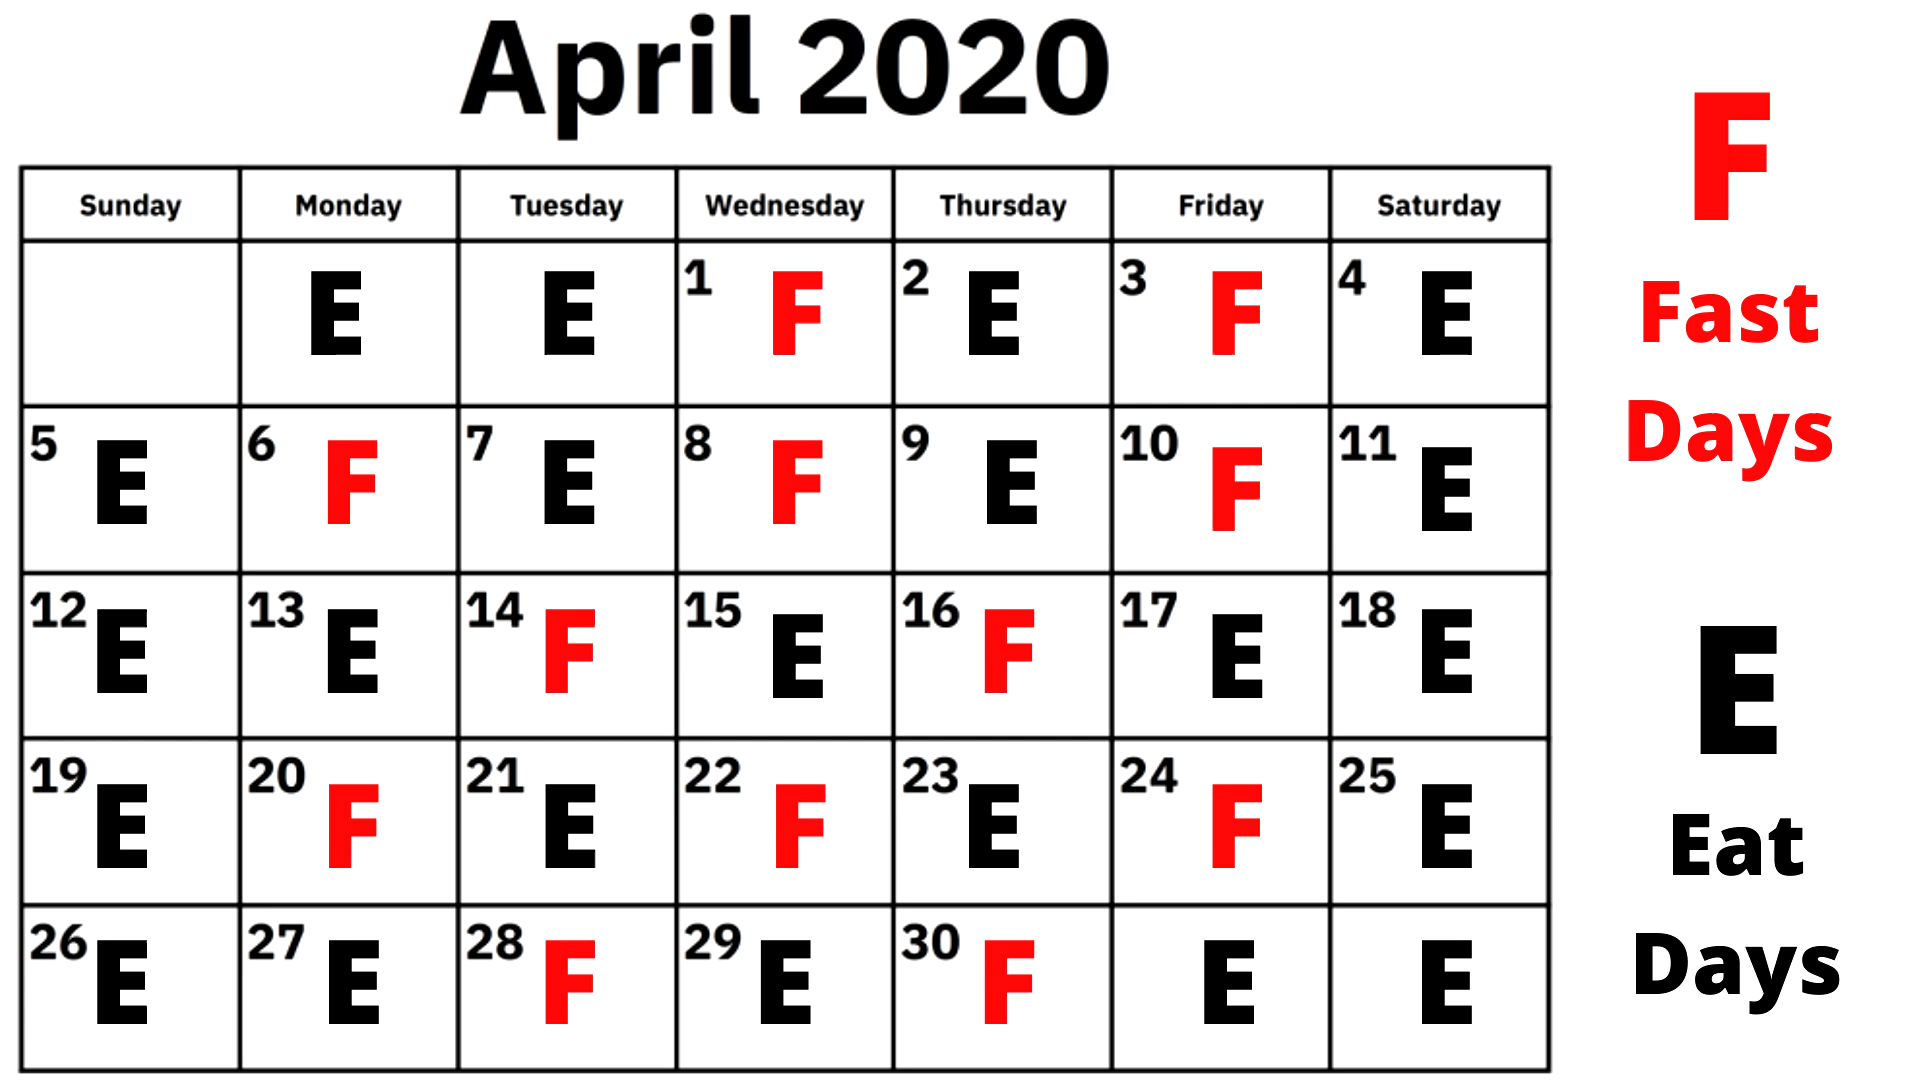 April 2020
Sunday Monday Tuesday Wednesday Thursday Friday Saturday
E E 1 F 2 E 3 F 4 E
5 E 6 F 7 E 8 F 9 E 10 F 11 E
12 E 13 E 14 F 15 E 16 F 17 E 18 E
19 E 20 F 21 E 22 F 23 E 24 F 25 E
26 E 27 E 28 F 29 E 30 F E E
F
Fast
Days
E
Eat
Days